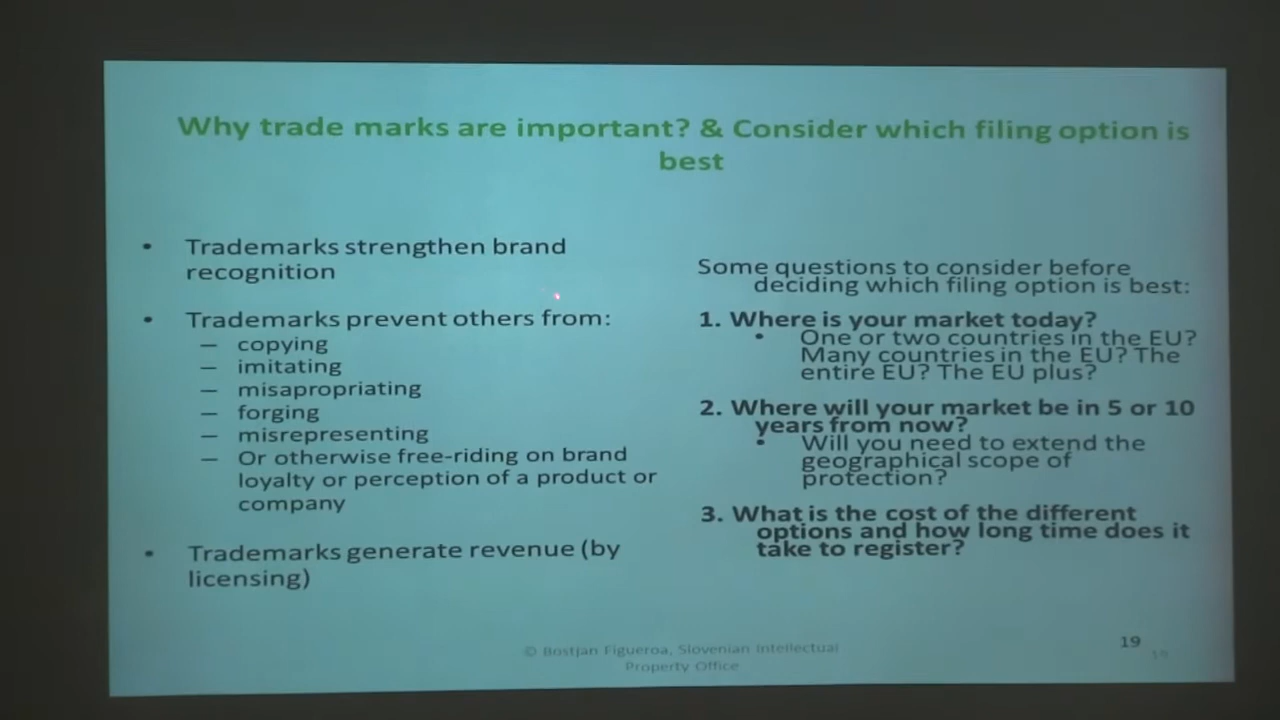 Why trade marks are important? & Consider which filing option is
best
• Trademarks strengthen brand
recognition
• Trademarks prevent others from:
– copying
– imitating
– misapropriating
– forging
– misrepresenting
– Or otherwise free-riding on brand
loyalty or perception of a product or
company
• Trademarks generate revenue (by
licensing)
Some questions to consider before
deciding which filing option is best:
1. Where is your market today?
• One or two countries in the EU?
Many countries in the EU? The
entire EU? The EU plus?
2. Where will your market be in 5 or 10
years from now?
• Will you need to extend the
geographical scope of
protection?
3. What is the cost of the different
options and how long time does it
take to register?
© Bostjan Figueroa, Slovenian Intellectual
Property Office
19
19